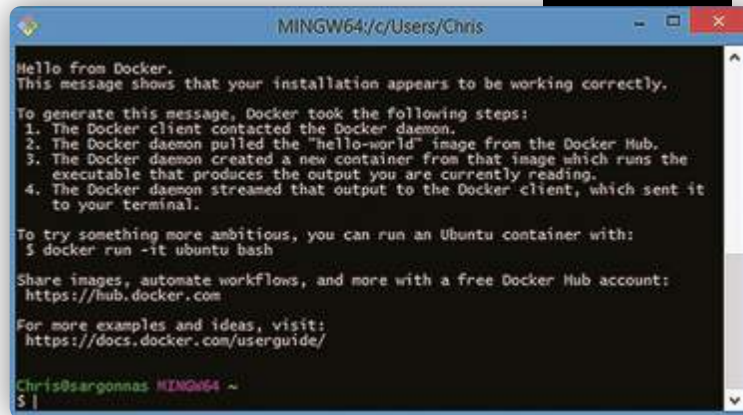 MINGW64:/c/Users/Chris
Hello from Docker.
This message shows that your installation appears to be working correctly.
To generate this message, Docker took the following steps:
1. The Docker client contacted the Docker daemon.
2. The Docker daemon pulled the "hello-world" image from the Docker Hub.
3. The Docker daemon created a new container from that image which runs the
executable that produces the output you are currently reading.
4. The Docker daemon streamed that output to the Docker client, which sent it
to your terminal.
To try something more ambitious, you can run an Ubuntu container with:
$ docker run -it ubuntu bash
Share images, automate workflows, and more with a free Docker Hub account:
https://hub.docker.com
For more examples and ideas, visit:
https://docs.docker.com/userguide/
Chris@sargonnas MINGW64 ~
$